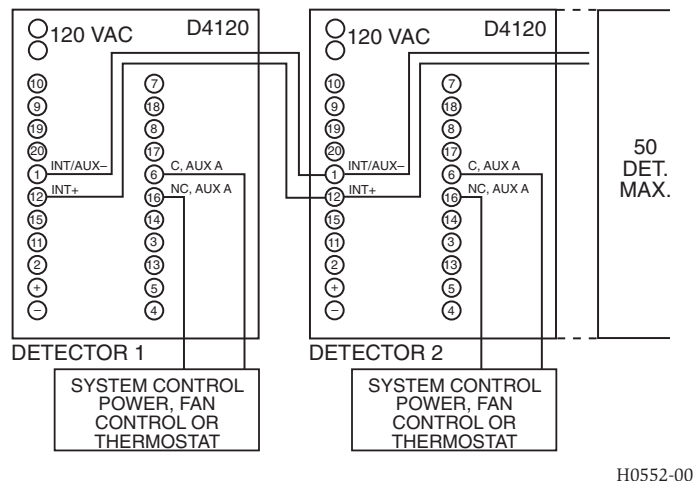 120 VAC D4120
10 7
9 18
19 8
20 17
1 INT/AUX– 6 C, AUX A
12 INT+ 16 NC, AUX A
15 14
11 3
2 13
+ 5
– 4
DETECTOR 1
SYSTEM CONTROL
POWER, FAN
CONTROL OR
THERMOSTAT
120 VAC D4120
10 7
9 18
19 8
20 17
1 INT/AUX– 6 C, AUX A
12 INT+ 16 NC, AUX A
15 14
11 3
2 13
+ 5
– 4
DETECTOR 2
SYSTEM CONTROL
POWER, FAN
CONTROL OR
THERMOSTAT
50
DET.
MAX.
H0552-00